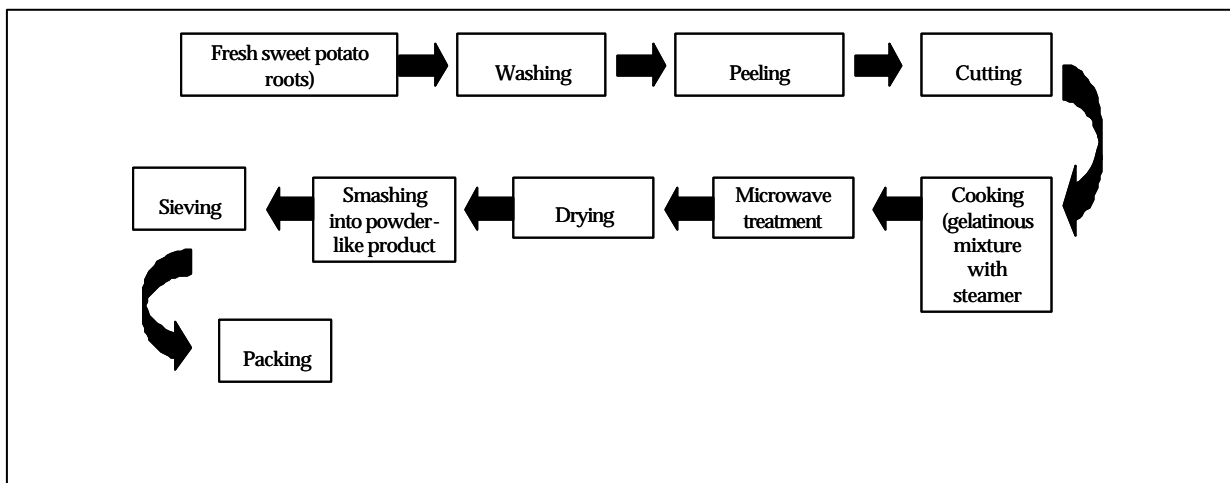 Fresh sweet potato
roots)
Washing
Peeling
Cutting
Cooking
(gelatinous
mixture
with
steamer
Microwave
treatment
Drying
Smashing
into powder-
like product
Sieving
Packing